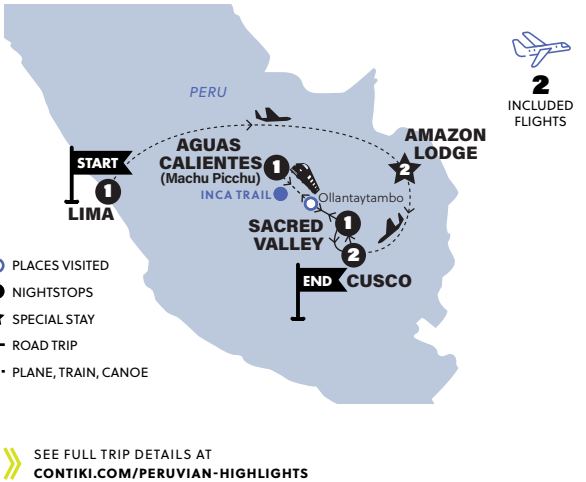 PERU
2
INCLUDED
FLIGHTS
START
1
LIMA
AGUAS
CALIENTES
(Machu Picchu)
1
INCA TRAIL
Ollantaytambo
AMAZON
LODGE
2
SACRED
VALLEY
1
2
END
CUSCO
PLACES VISITED
NIGHTSTOPS
SPECIAL STAY
ROAD TRIP
PLANE, TRAIN, CANOE
SEE FULL TRIP DETAILS AT
CONTIKI.COM/PERUVIAN-HIGHLIGHTS